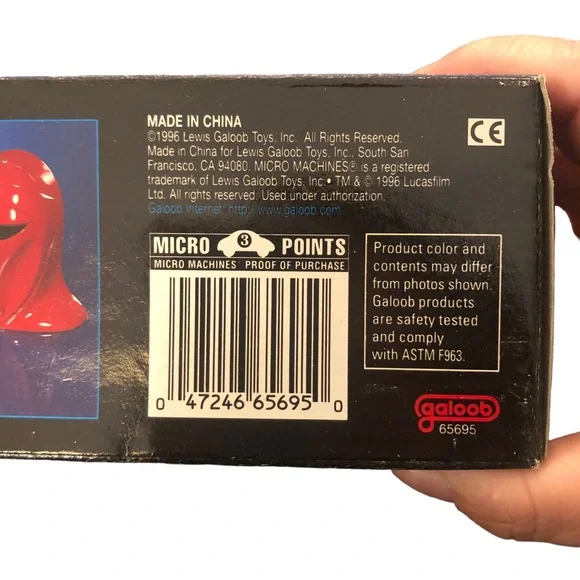 MADE IN CHINA
©1996 Lewis Galoob Toys, Inc. All Rights Reserved.
Made in China for Lewis Galoob Toys, Inc., South San
Francisco, CA 94080. MICRO MACHINES® is a registered
trademark of Lewis Galoob Toys, Inc.• TM & © 1996 Lucasfilm
Ltd. All rights reserved. Used under authorization.
Galoob Internet: http://www.galoob.com
CE
MICRO 3 POINTS
MICRO MACHINES PROOF OF PURCHASE
0 47246 65695 0
Product color and
contents may differ
from photos shown.
Galoob products
are safety tested
and comply
with ASTM F963.
galoob®
65695
1